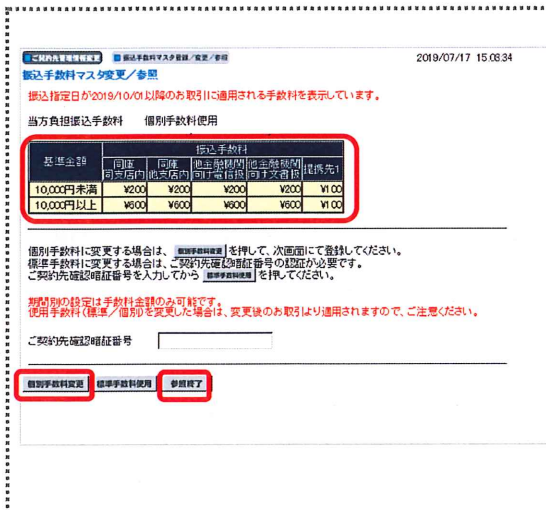 ご契約先管理情報変更 振込手数料マスタ登録/変更/参照 2019/07/17 15:08:34
振込手数料マスタ変更/参照
振込指定日が2019/10/01以降のお取引に適用される手数料を表示しています。
当方負担振込手数料 個別手数料使用
基準金額 振込手数料
同庫同支店内 同庫他支店内 他金融機関向け電信扱 他金融機関向け文書扱 提携先1
10,000円未満 ¥200 ¥200 ¥200 ¥200 ¥100
10,000円以上 ¥600 ¥600 ¥600 ¥600 ¥100
個別手数料に変更する場合は、 個別手数料変更 を押して、次画面にて登録してください。
標準手数料に変更する場合は、ご契約先確認暗証番号の認証が必要です。
ご契約先確認暗証番号を入力してから 標準手数料使用 を押してください。
期間別の設定は手数料金額のみ可能です。
使用手数料(標準/個別)を変更した場合は、変更後のお取引より適用されますので、ご注意ください。
ご契約先確認暗証番号
個別手数料変更 標準手数料使用 参照終了